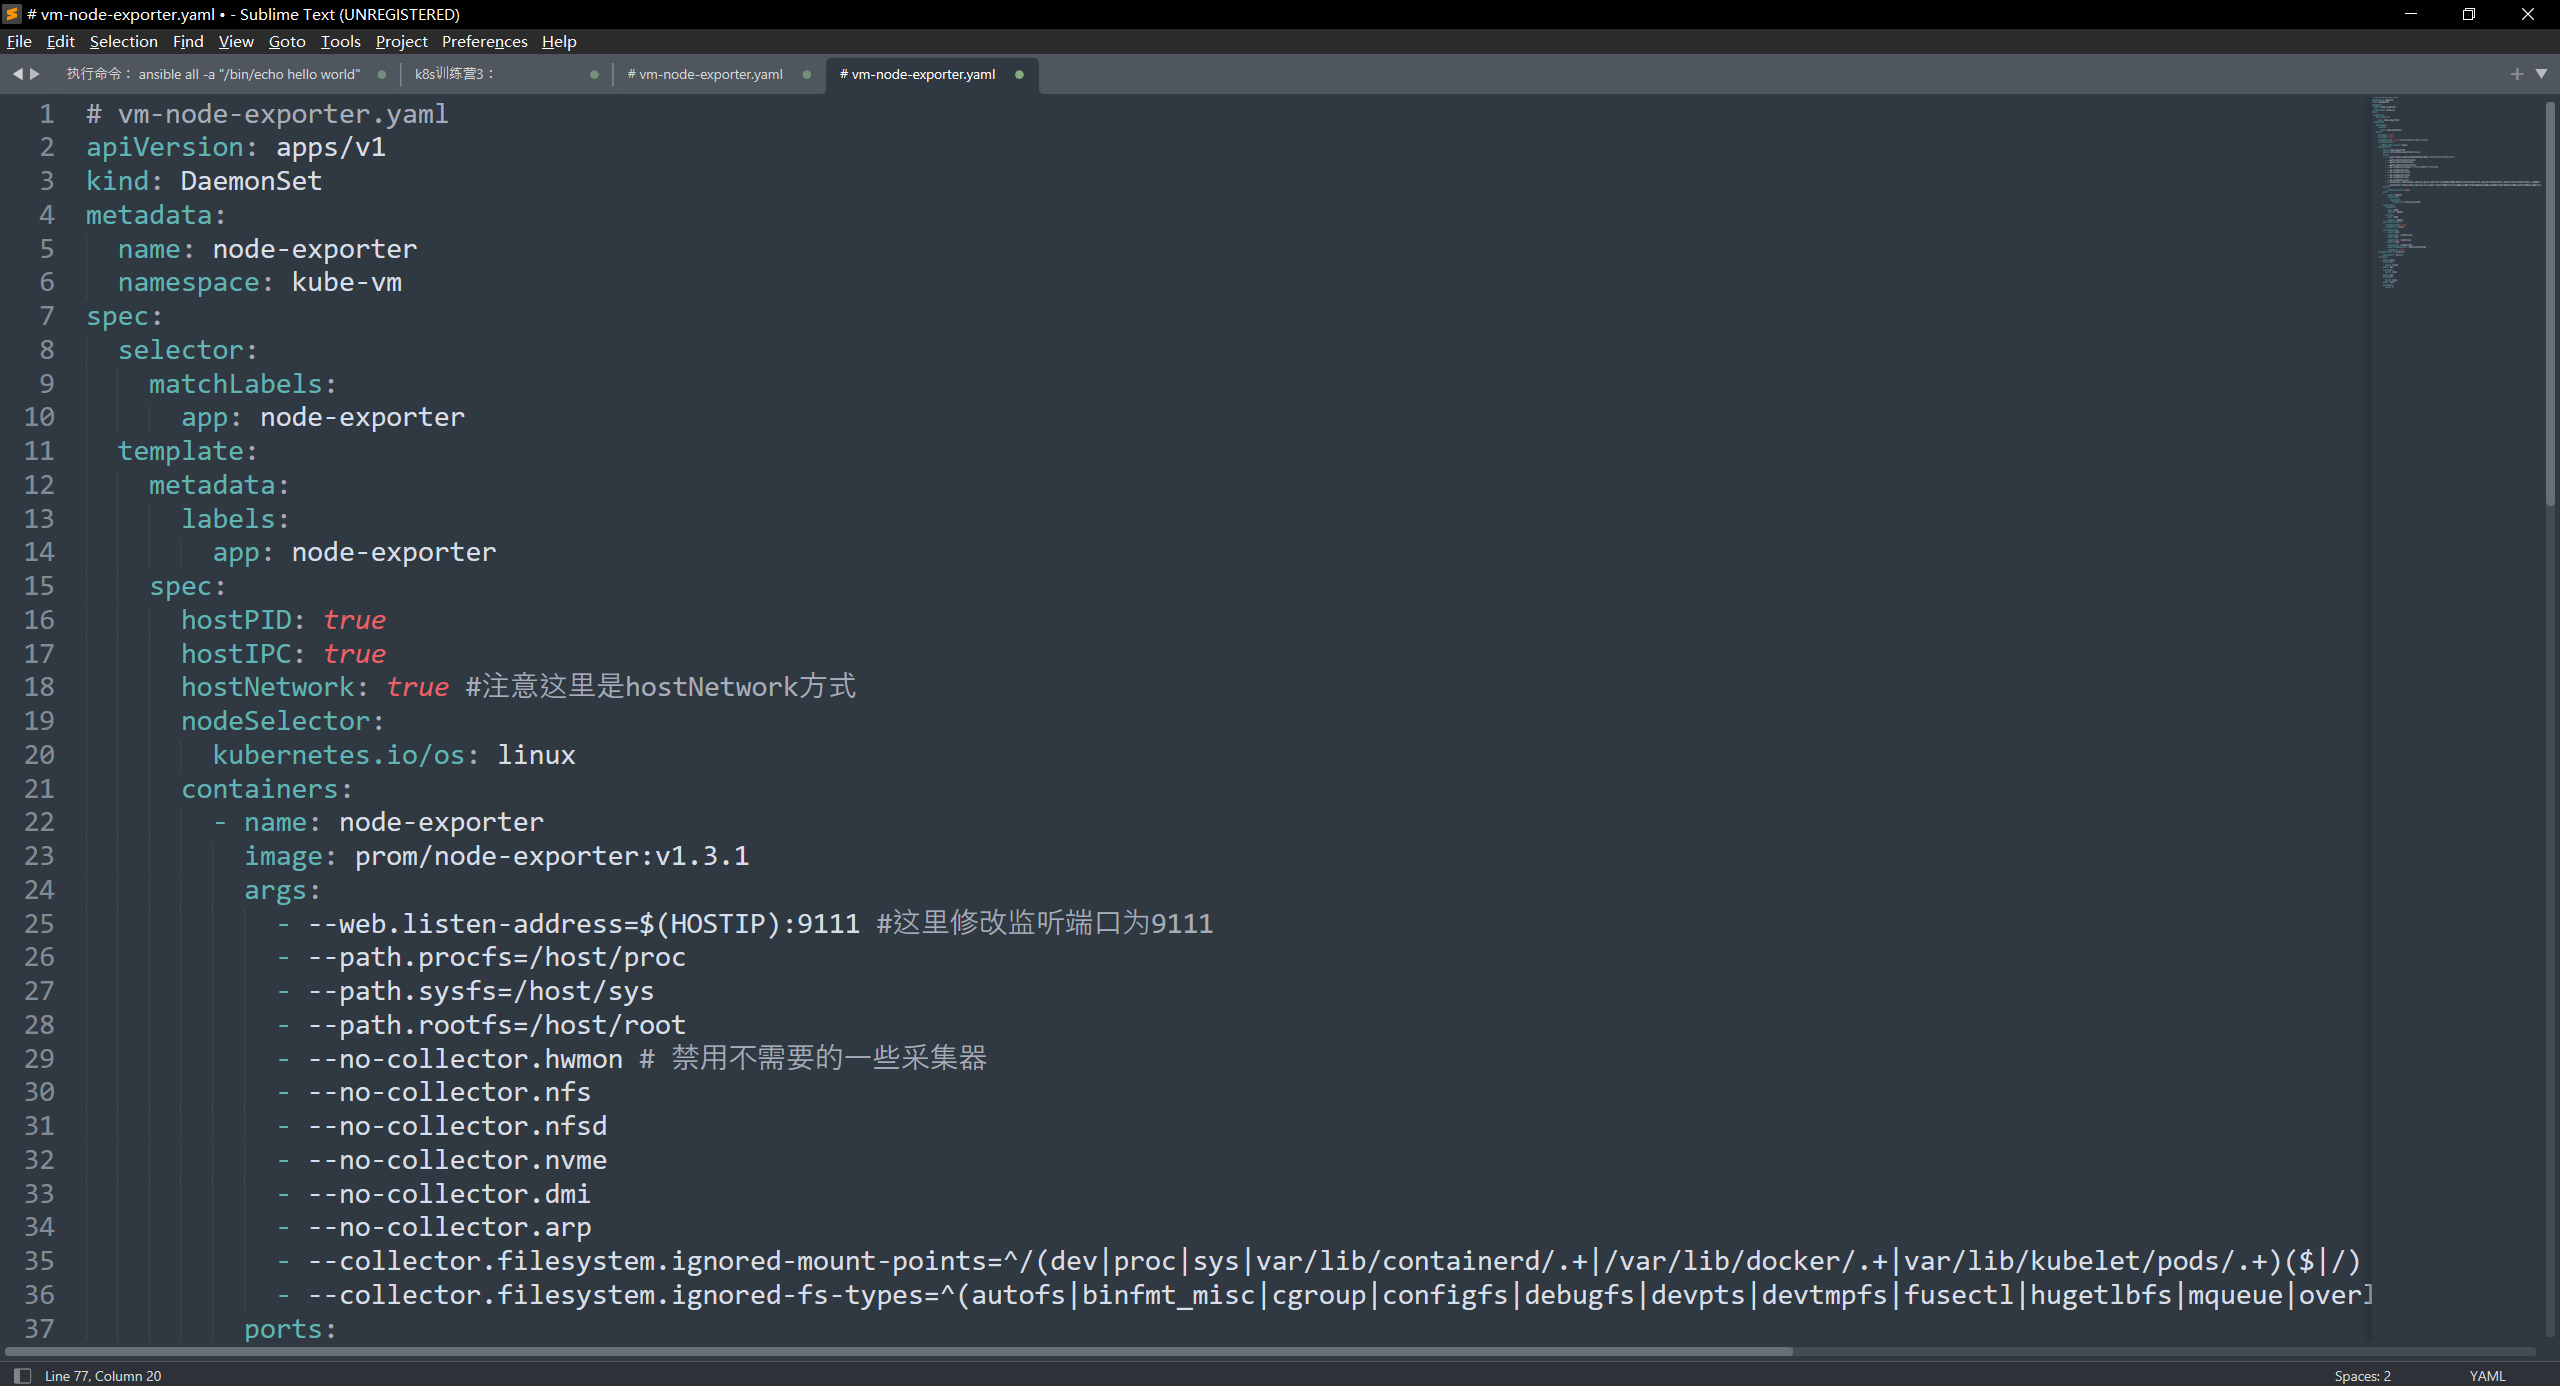 # vm-node-exporter.yaml • - Sublime Text (UNREGISTERED)
File Edit Selection Find View Goto Tools Project Preferences Help
执行命令： ansible all -a "/bin/echo hello world"
k8s训练营3：
# vm-node-exporter.yaml
# vm-node-exporter.yaml
1 # vm-node-exporter.yaml
2 apiVersion: apps/v1
3 kind: DaemonSet
4 metadata:
5 name: node-exporter
6 namespace: kube-vm
7 spec:
8 selector:
9 matchLabels:
10 app: node-exporter
11 template:
12 metadata:
13 labels:
14 app: node-exporter
15 spec:
16 hostPID: true
17 hostIPC: true
18 hostNetwork: true #注意这里是hostNetwork方式
19 nodeSelector:
20 kubernetes.io/os: linux
21 containers:
22 - name: node-exporter
23 image: prom/node-exporter:v1.3.1
24 args:
25 - --web.listen-address=$(HOSTIP):9111 #这里修改监听端口为9111
26 - --path.procfs=/host/proc
27 - --path.sysfs=/host/sys
28 - --path.rootfs=/host/root
29 - --no-collector.hwmon # 禁用不需要的一些采集器
30 - --no-collector.nfs
31 - --no-collector.nfsd
32 - --no-collector.nvme
33 - --no-collector.dmi
34 - --no-collector.arp
35 - --collector.filesystem.ignored-mount-points=^/(dev|proc|sys|var/lib/containerd/.+|/var/lib/docker/.+|var/lib/kubelet/pods/.+)($|/)
36 - --collector.filesystem.ignored-fs-types=^(autofs|binfmt_misc|cgroup|configfs|debugfs|devpts|devtmpfs|fusectl|hugetlbfs|mqueue|overl
37 ports:
Line 77, Column 20
Spaces: 2
YAML